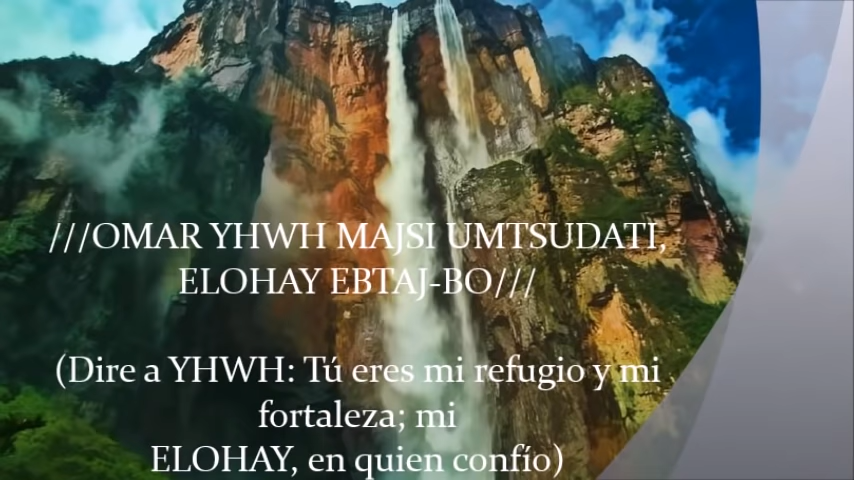 ///OMAR YHWH MAJSI UMTSUDATI,
ELOHAY EBTAJ-BO///
(Dire a YHWH: Tú eres mi refugio y mi
fortaleza; mi
ELOHAY, en quien confío)